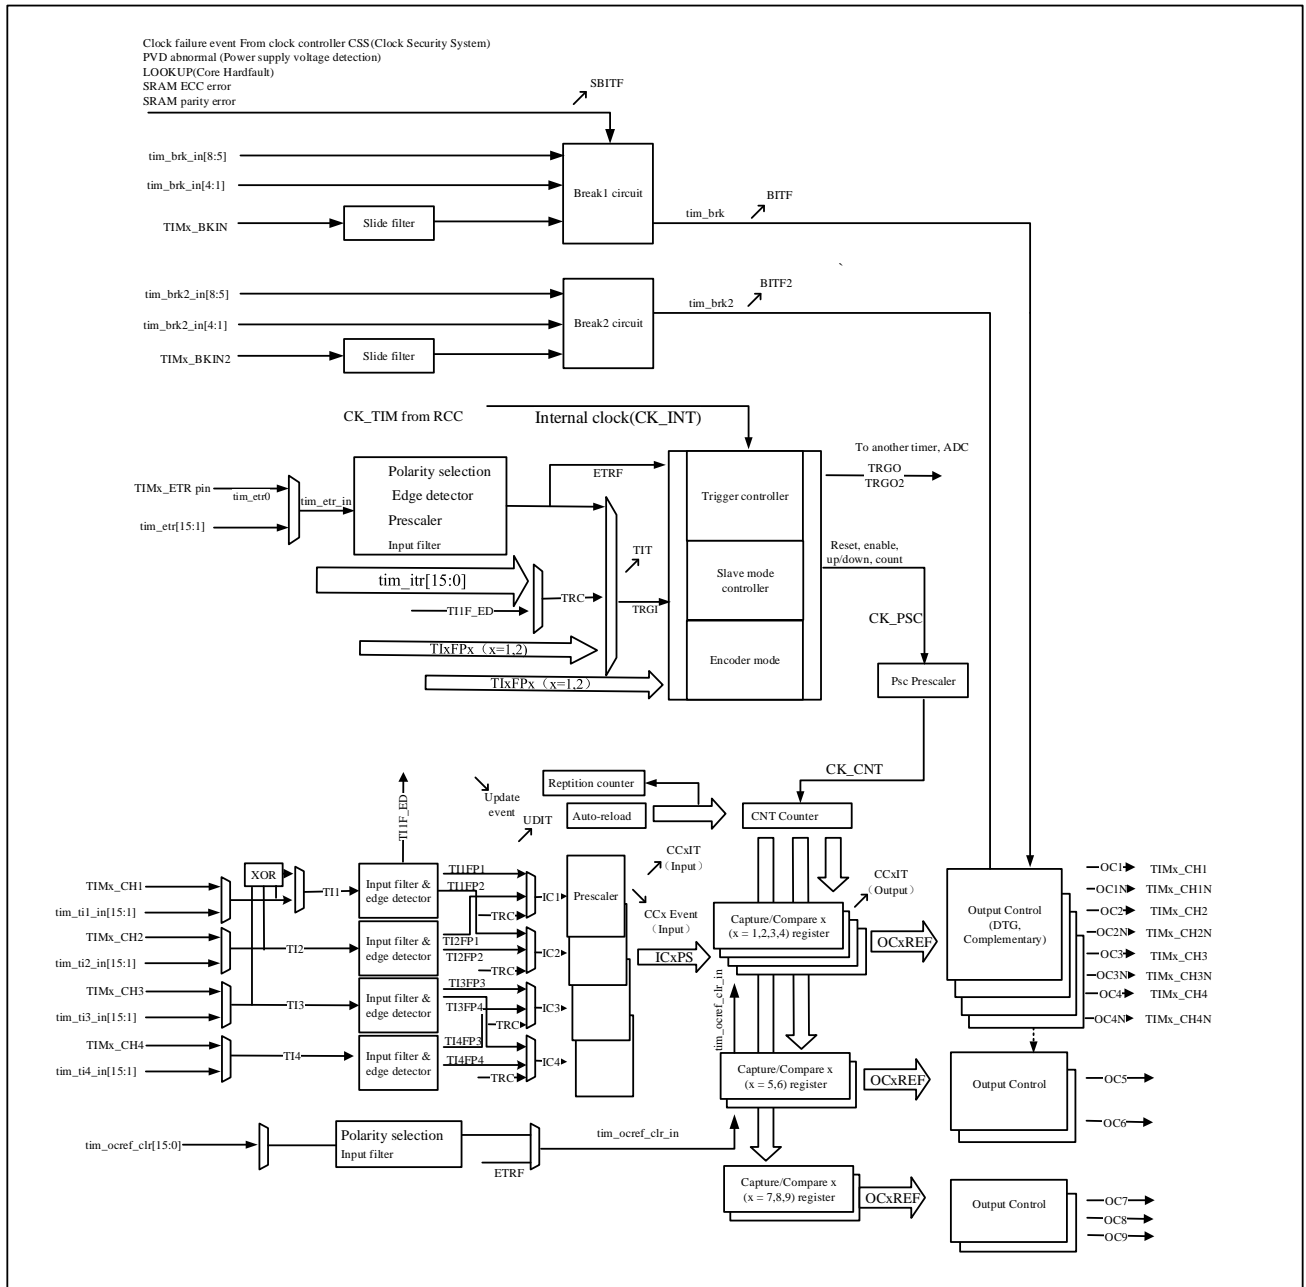 Clock failure event From clock controller CSS(Clock Security System)
PVD abnormal (Power supply voltage detection)
LOOKUP(Core Hardfault)
SRAM ECC error
SRAM parity error
SBITF
tim_brk_in[8:5]
tim_brk_in[4:1]
TIMx_BKIN
Slide filter
Break1 circuit
tim_brk
BITF
`
tim_brk2_in[8:5]
tim_brk2_in[4:1]
TIMx_BKIN2
Slide filter
Break2 circuit
tim_brk2
BITF2
CK_TIM from RCC
Internal clock(CK_INT)
TIMx_ETR pin
tim_etr0
tim_etr[15:1]
tim_etr_in
Polarity selection
Edge detector
Prescaler
Input filter
ETRF
tim_itr[15:0]
TI1F_ED
TRC
TIT
TRGI
TIxFPx（x=1,2）
TIxFPx（x=1,2）
Trigger controller
Slave mode
controller
Encoder mode
To another timer, ADC
TRGO
TRGO2
Reset, enable,
up/down, count
CK_PSC
Psc Prescaler
CK_CNT
TI1F_ED
Update
event
UDIT
Reptition counter
Auto-reload
CNT Counter
XOR
TIMx_CH1
tim_ti1_in[15:1]
TIMx_CH2
tim_ti2_in[15:1]
TIMx_CH3
tim_ti3_in[15:1]
TIMx_CH4
tim_ti4_in[15:1]
TI1
TI2
TI3
TI4
Input filter &
edge detector
Input filter &
edge detector
Input filter &
edge detector
Input filter &
edge detector
TI1FP1
TI1FP2
TRC
TI2FP1
TI2FP2
TRC
TI3FP3
TI3FP4
TRC
TI4FP3
TI4FP4
TRC
IC1
IC2
IC3
IC4
Prescaler
CCxIT
（Input）
CCx Event
（Input）
ICxPS
CCxIT
（Output）
Capture/Compare x
(x = 1,2,3,4) register
OCxREF
tim_ocref_clr_in
Capture/Compare x
(x = 5,6) register
OCxREF
Capture/Compare x
(x = 7,8,9) register
OCxREF
Output Control
(DTG,
Complementary)
OC1
TIMx_CH1
OC1N
TIMx_CH1N
OC2
TIMx_CH2
OC2N
TIMx_CH2N
OC3
TIMx_CH3
OC3N
TIMx_CH3N
OC4
TIMx_CH4
OC4N
TIMx_CH4N
Output Control
OC5
OC6
Output Control
OC7
OC8
OC9
tim_ocref_clr[15:0]
Polarity selection
Input filter
ETRF
tim_ocref_clr_in